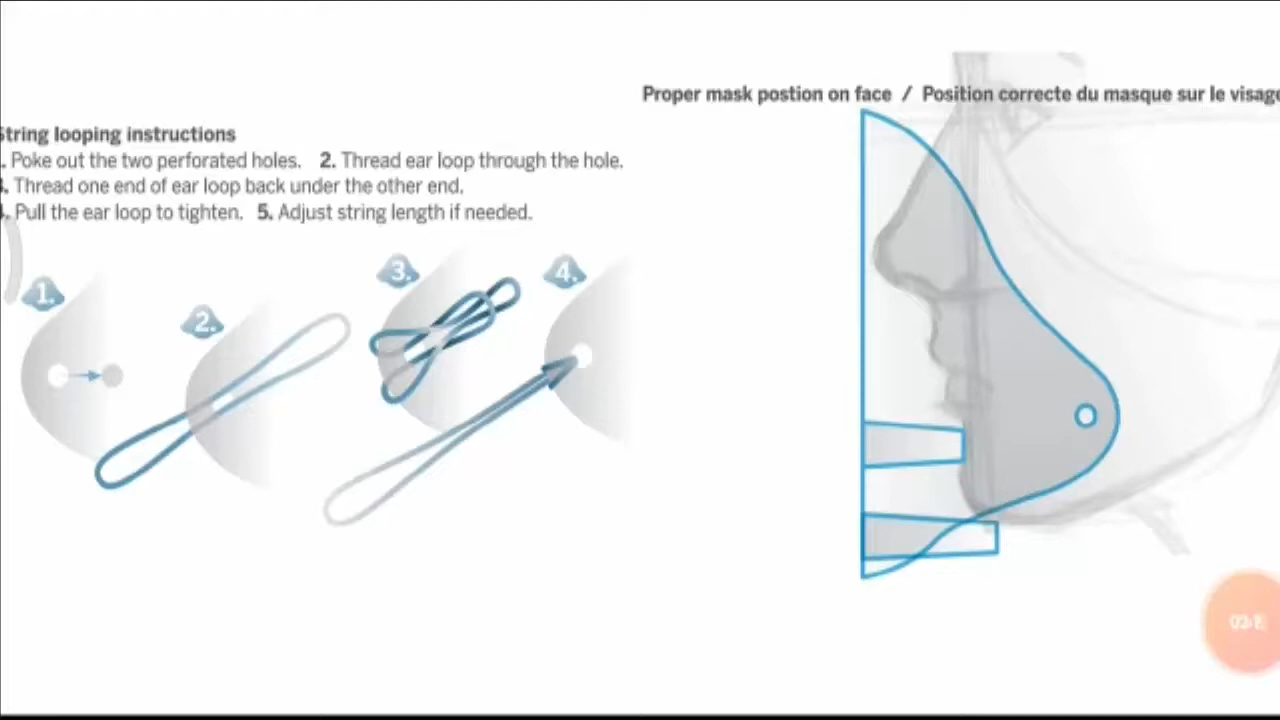 Proper mask postion on face / Position correcte du masque sur le visage
String looping instructions
. Poke out the two perforated holes. 2. Thread ear loop through the hole.
3. Thread one end of ear loop back under the other end.
4. Pull the ear loop to tighten. 5. Adjust string length if needed.
1.
2.
3.
4.